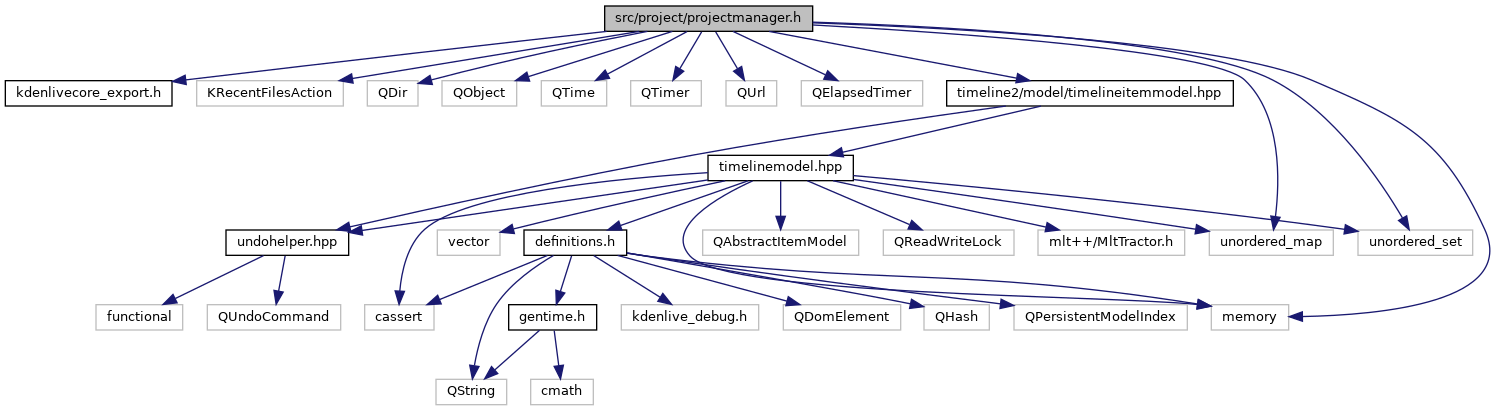 src/project/projectmanager.h
kdenlivecore_export.h
KRecentFilesAction
QDir
QObject
QTime
QTimer
QUrl
QElapsedTimer
timeline2/model/timelineitemmodel.hpp
timelinemodel.hpp
undohelper.hpp
vector
definitions.h
QAbstractItemModel
QReadWriteLock
mlt++/MltTractor.h
unordered_map
unordered_set
functional
QUndoCommand
cassert
gentime.h
kdenlive_debug.h
QDomElement
QHash
QPersistentModelIndex
memory
QString
cmath